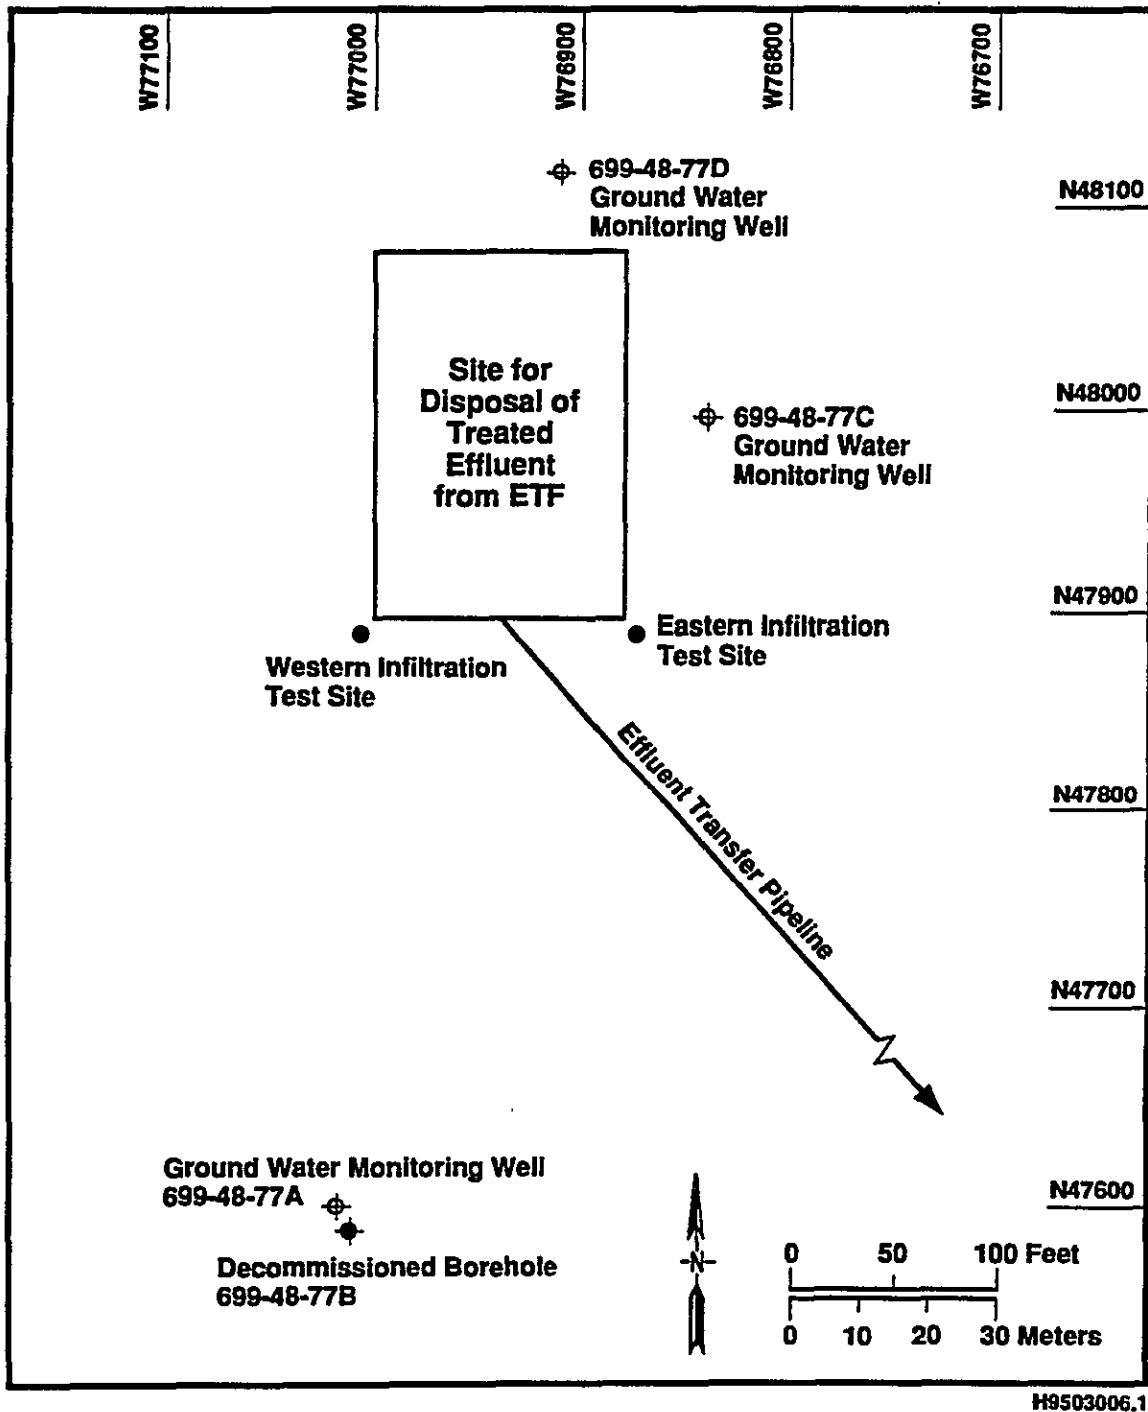 W77100
W77000
W76900
W76800
W76700
699-48-77D
Ground Water
Monitoring Well
N48100
Site for
Disposal of
Treated
Effluent
from ETF
N48000
699-48-77C
Ground Water
Monitoring Well
N47900
Eastern Infiltration
Test Site
Western Infiltration
Test Site
Effluent Transfer Pipeline
N47800
N47700
Ground Water Monitoring Well
699-48-77A
N47600
Decommissioned Borehole
699-48-77B
N
0 50 100 Feet
0 10 20 30 Meters
H9503006.1